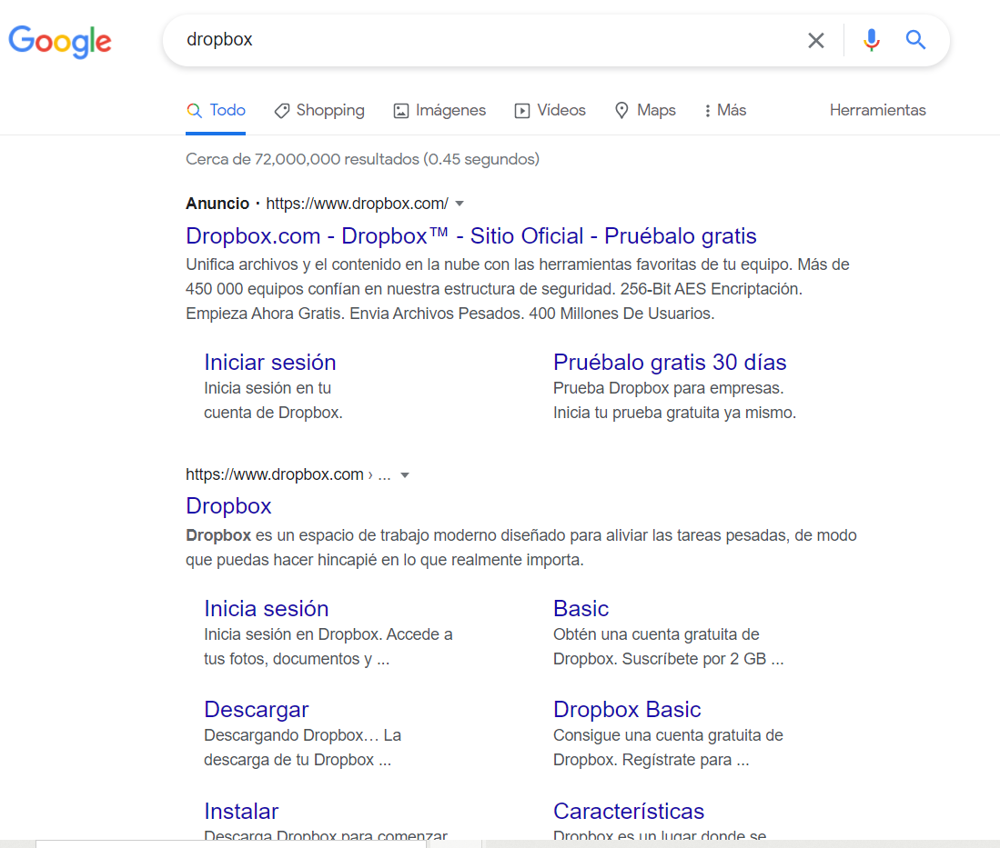 Google
dropbox
Todo Shopping Imágenes Vídeos Maps Más Herramientas
Cerca de 72,000,000 resultados (0.45 segundos)
Anuncio · https://www.dropbox.com/
Dropbox.com - Dropbox™ - Sitio Oficial - Pruébalo gratis
Unifica archivos y el contenido en la nube con las herramientas favoritas de tu equipo. Más de
450 000 equipos confían en nuestra estructura de seguridad. 256-Bit AES Encriptación.
Empieza Ahora Gratis. Envia Archivos Pesados. 400 Millones De Usuarios.
Iniciar sesión
Inicia sesión en tu
cuenta de Dropbox.
Pruébalo gratis 30 días
Prueba Dropbox para empresas.
Inicia tu prueba gratuita ya mismo.
https://www.dropbox.com › ...
Dropbox
Dropbox es un espacio de trabajo moderno diseñado para aliviar las tareas pesadas, de modo
que puedas hacer hincapié en lo que realmente importa.
Inicia sesión
Inicia sesión en Dropbox. Accede a
tus fotos, documentos y ...
Basic
Obtén una cuenta gratuita de
Dropbox. Suscríbete por 2 GB ...
Descargar
Descargando Dropbox… La
descarga de tu Dropbox ...
Dropbox Basic
Consigue una cuenta gratuita de
Dropbox. Regístrate para ...
Instalar
Descarga Dropbox para comenzar
Características
Dropbox es un lugar donde se